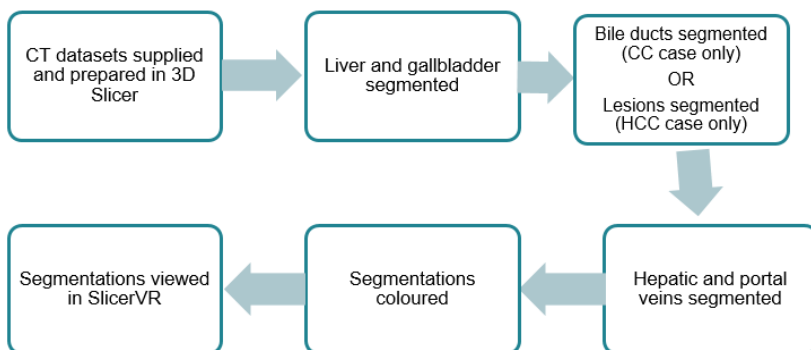 CT datasets supplied
and prepared in 3D
Slicer
Liver and gallbladder
segmented
Bile ducts segmented
(CC case only)
OR
Lesions segmented
(HCC case only)
Hepatic and portal
veins segmented
Segmentations
coloured
Segmentations viewed
in SlicerVR